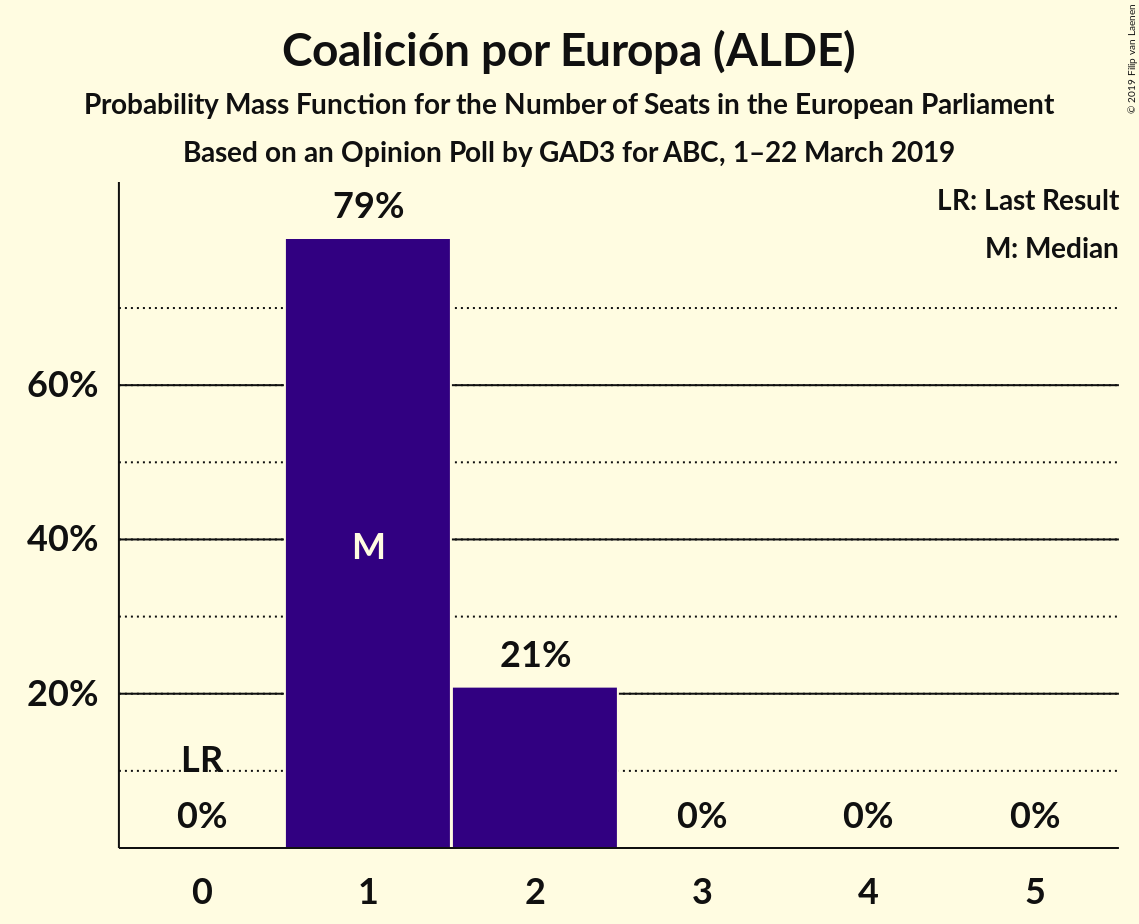 Coalición por Europa (ALDE)
Probability Mass Function for the Number of Seats in the European Parliament
Based on an Opinion Poll by GAD3 for ABC, 1–22 March 2019
© 2019 Filip van Laenen
LR: Last Result
M: Median
79%
60%
40%
M
21%
20%
LR
0%
0%
0%
0%
0
1
2
3
4
5